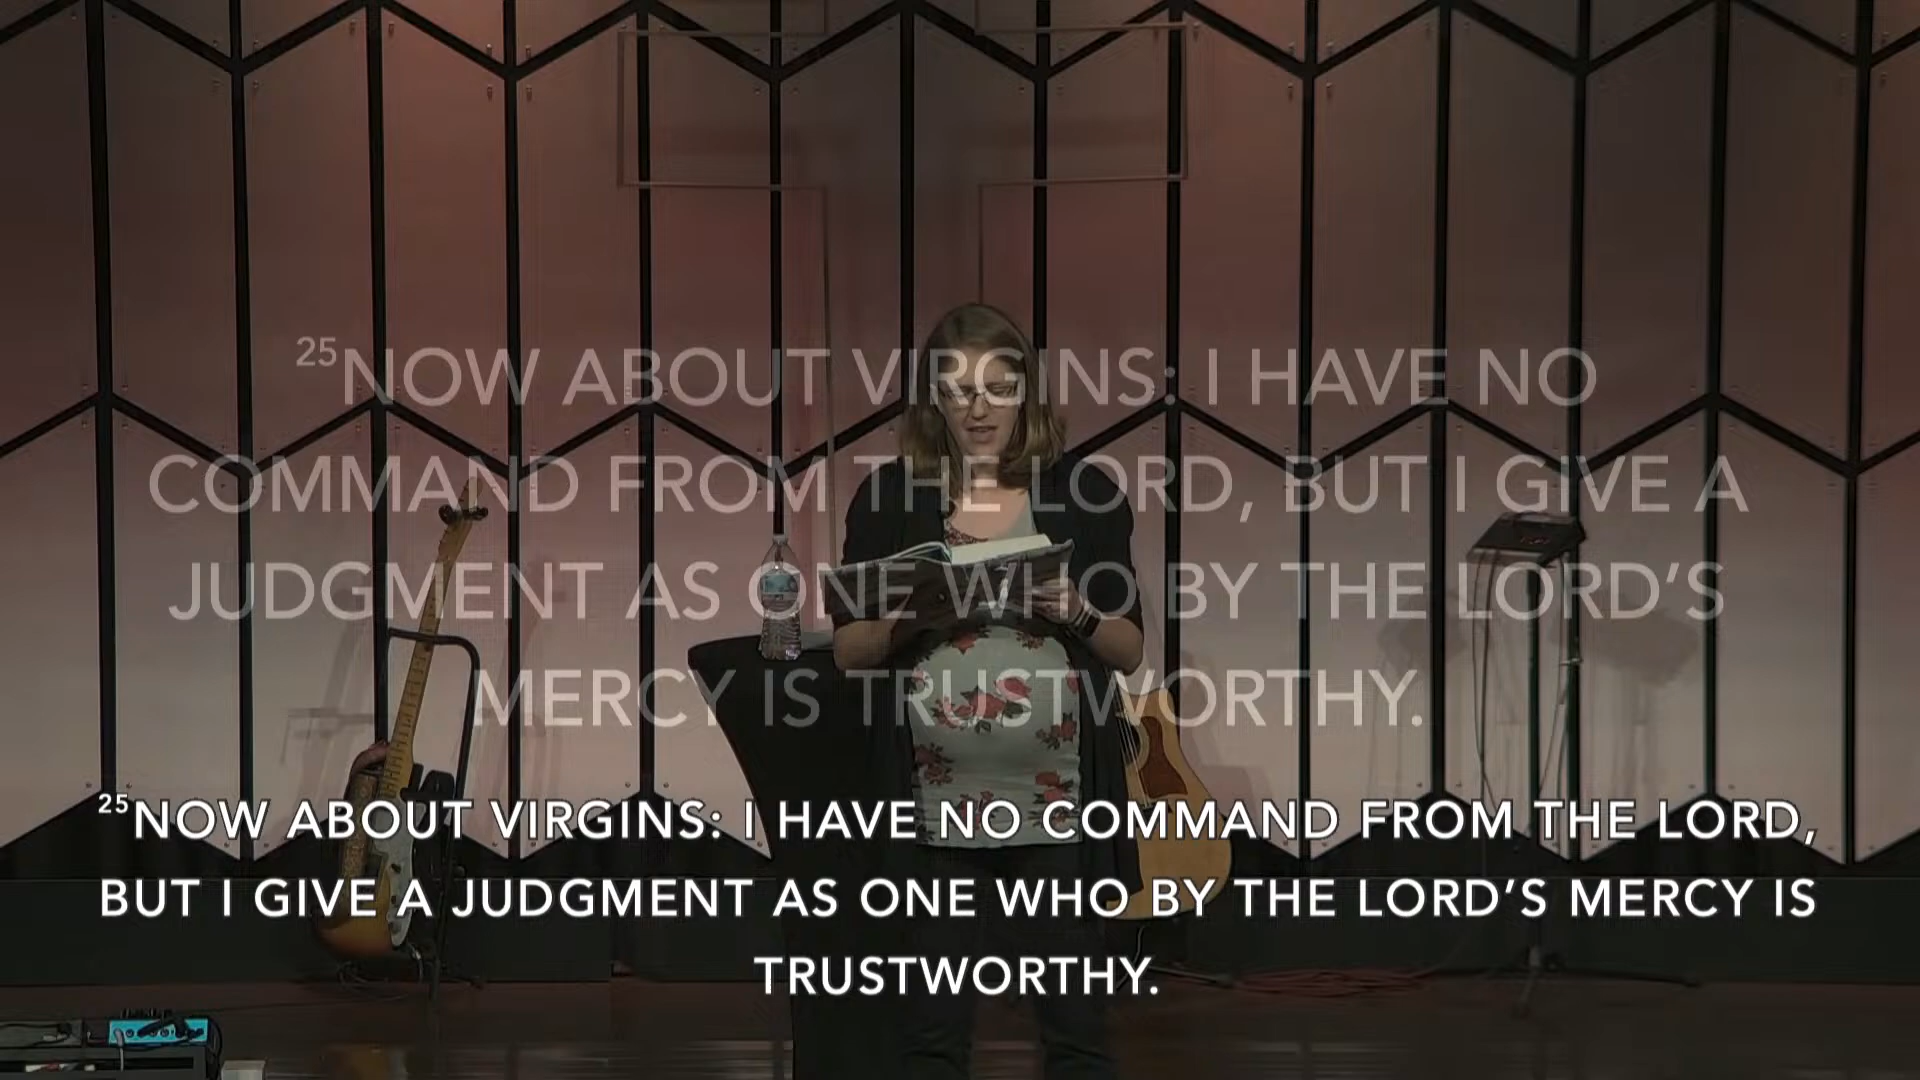 ²⁵NOW ABOUT VIRGINS: I HAVE NO
COMMAND FROM THE LORD, BUT I GIVE A
JUDGMENT AS ONE WHO BY THE LORD’S
MERCY IS TRUSTWORTHY.
²⁵NOW ABOUT VIRGINS: I HAVE NO COMMAND FROM THE LORD,
BUT I GIVE A JUDGMENT AS ONE WHO BY THE LORD’S MERCY IS
TRUSTWORTHY.